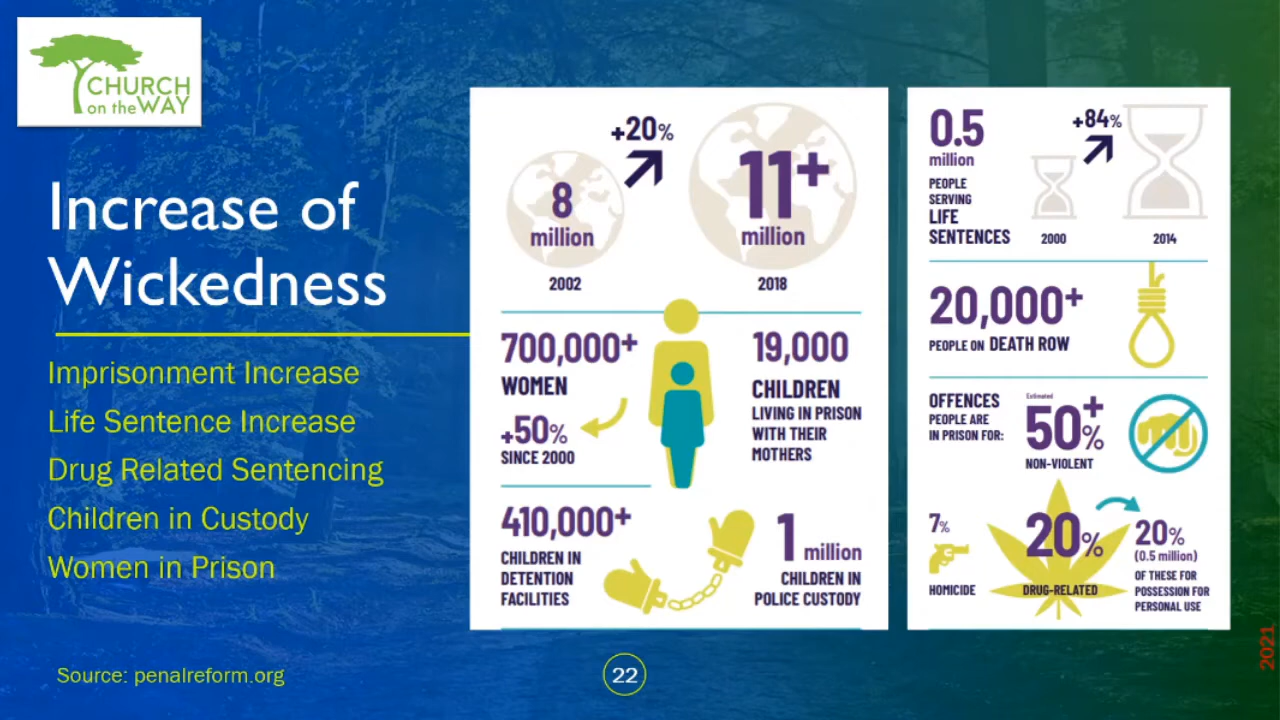 CHURCH
on the WAY
Increase of
Wickedness
Imprisonment Increase
Life Sentence Increase
Drug Related Sentencing
Children in Custody
Women in Prison
Source: penalreform.org
8
million
2002
+20%
11+
million
2018
700,000+
WOMEN
+50%
SINCE 2000
19,000
CHILDREN
LIVING IN PRISON
WITH THEIR
MOTHERS
410,000+
CHILDREN IN
DETENTION
FACILITIES
1 million
CHILDREN IN
POLICE CUSTODY
0.5
million
PEOPLE
SERVING
LIFE
SENTENCES
+84%
2000
2014
20,000+
PEOPLE ON DEATH ROW
OFFENCES
PEOPLE ARE
IN PRISON FOR:
Estimated
50+%
NON-VIOLENT
7%
HOMICIDE
20%
DRUG-RELATED
20%
(0.5 million)
OF THESE FOR
POSSESSION FOR
PERSONAL USE
22
2021